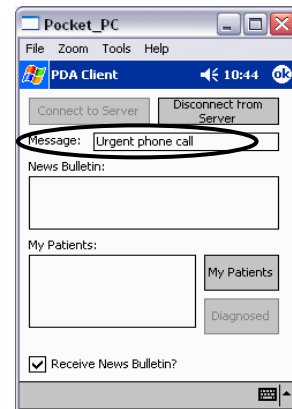 Pocket_PC
File Zoom Tools Help
PDA Client 10:44 ok
Connect to Server
Disconnect from
Server
Message: Urgent phone call
News Bulletin:
My Patients:
My Patients
Diagnosed
Receive News Bulletin?